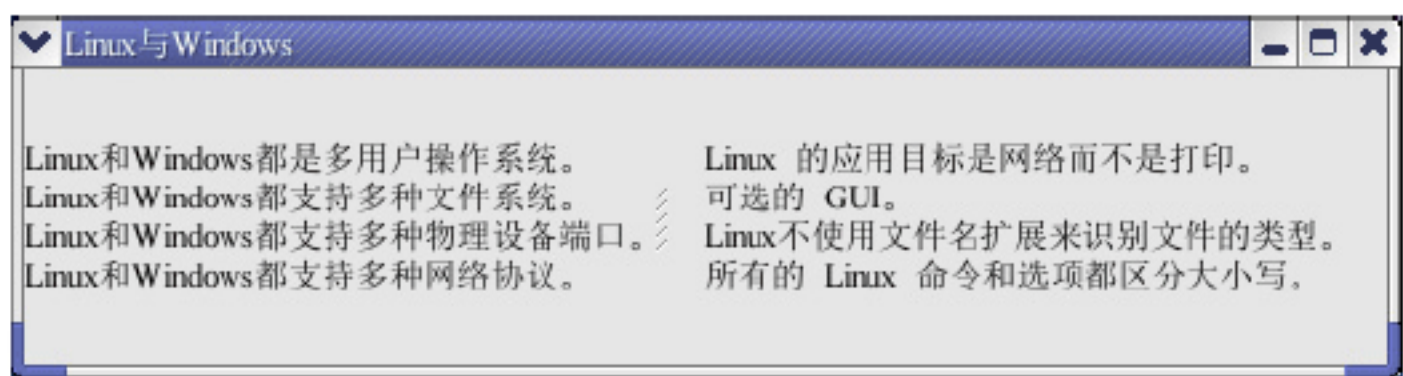 Linux与Windows
Linux和Windows都是多用户操作系统。
Linux和Windows都支持多种文件系统。
Linux和Windows都支持多种物理设备端口。
Linux和Windows都支持多种网络协议。
Linux 的应用目标是网络而不是打印。
可选的 GUI。
Linux不使用文件名扩展来识别文件的类型。
所有的 Linux 命令和选项都区分大小写。